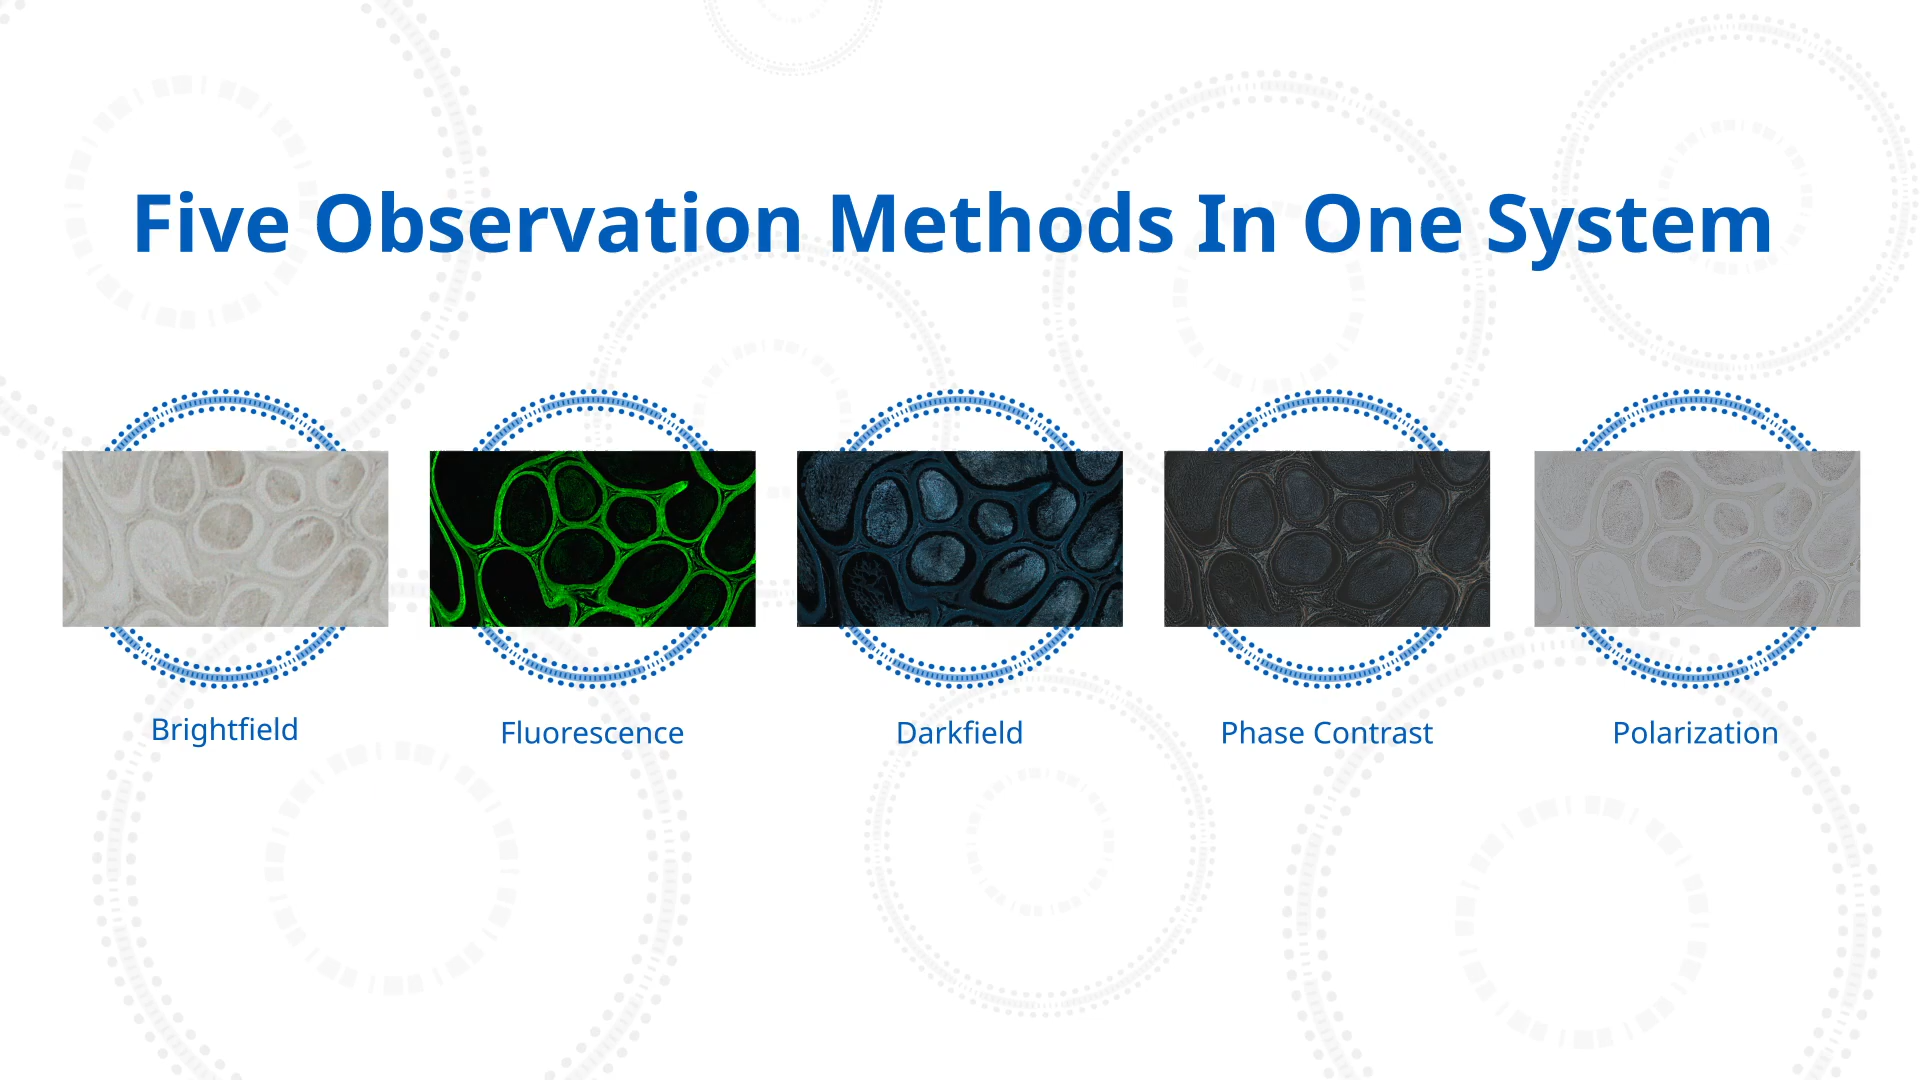 Five Observation Methods In One System
Brightfield
Fluorescence
Darkfield
Phase Contrast
Polarization